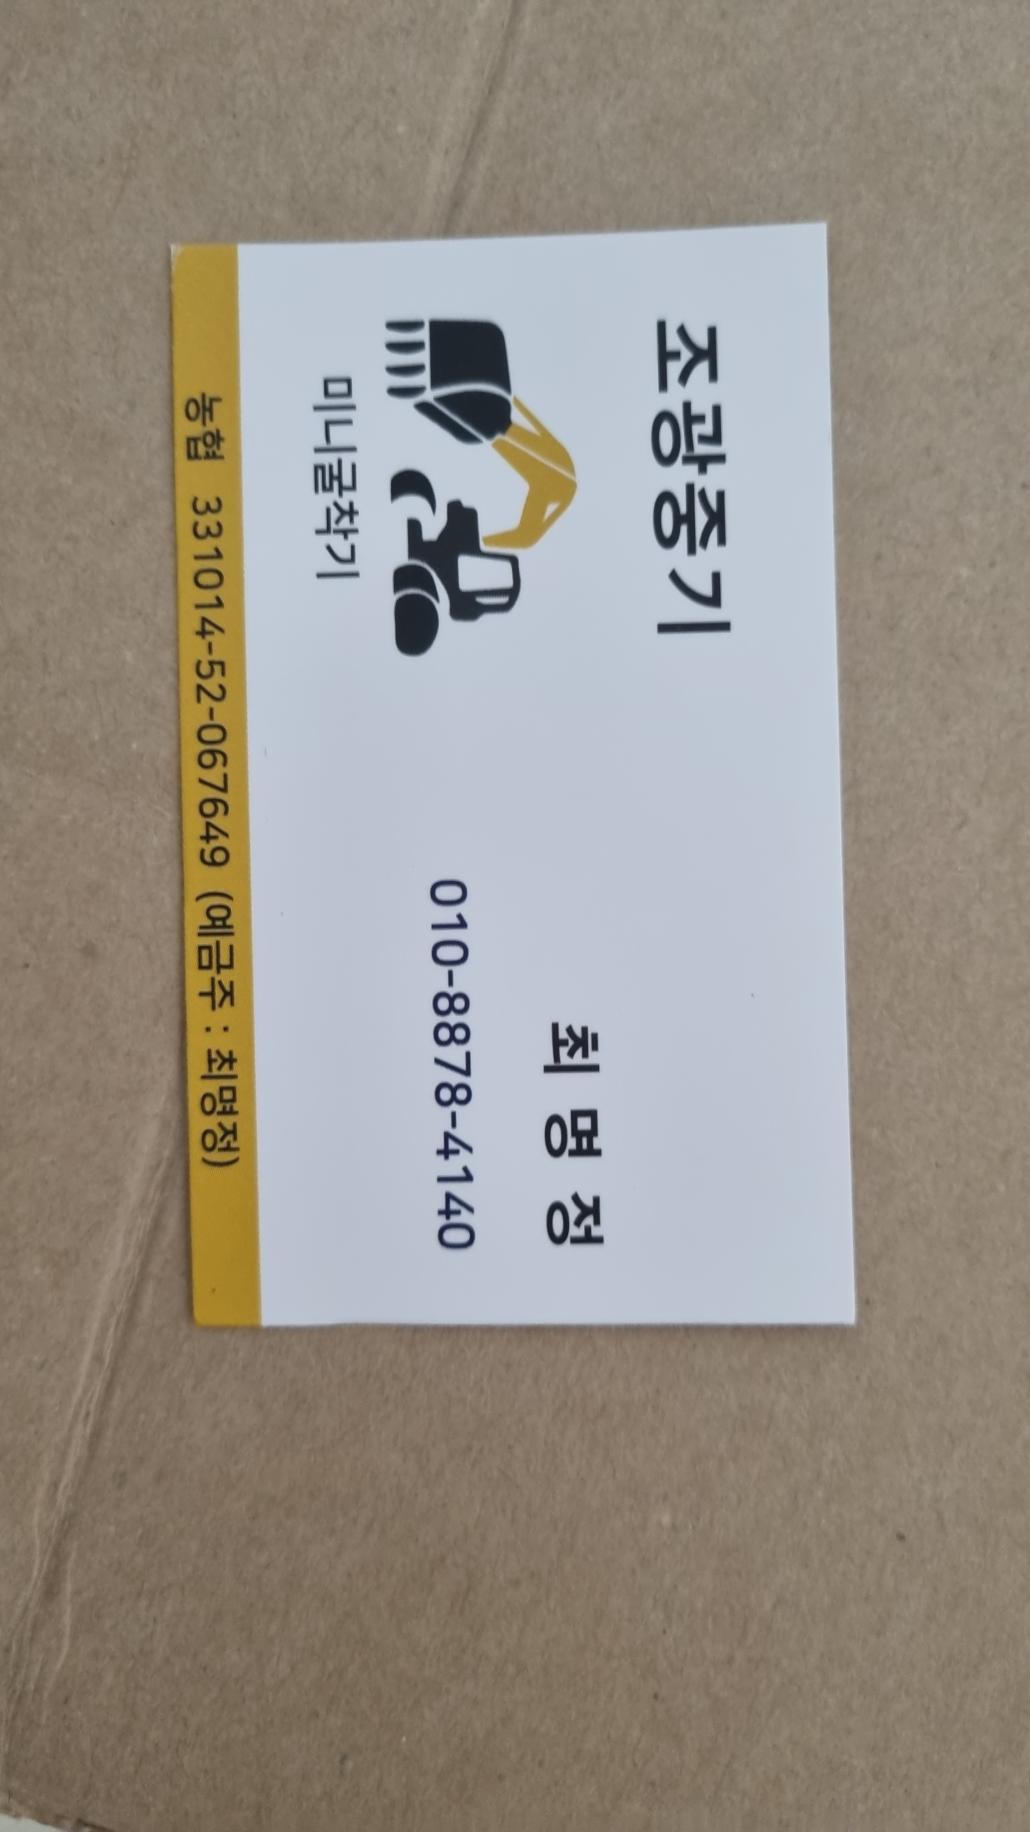 조광중기
미니굴착기
최명정
010-8878-4140
농협 331014-52-067649 (예금주 : 최명정)